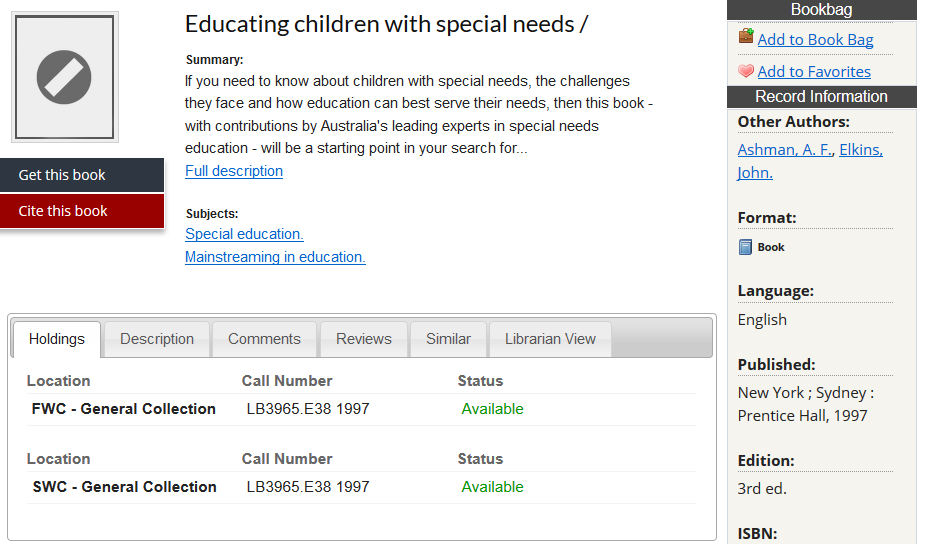 Educating children with special needs /
Summary:
If you need to know about children with special needs, the challenges
they face and how education can best serve their needs, then this book -
with contributions by Australia's leading experts in special needs
education - will be a starting point in your search for...
Full description
Get this book
Cite this book
Subjects:
Special education.
Mainstreaming in education.
Holdings
Description
Comments
Reviews
Similar
Librarian View
Location Call Number Status
FWC - General Collection LB3965.E38 1997 Available
Location Call Number Status
SWC - General Collection LB3965.E38 1997 Available
Bookbag
Add to Book Bag
Add to Favorites
Record Information
Other Authors:
Ashman, A. F., Elkins,
John.
Format:
Book
Language:
English
Published:
New York ; Sydney :
Prentice Hall, 1997
Edition:
3rd ed.
ISBN: